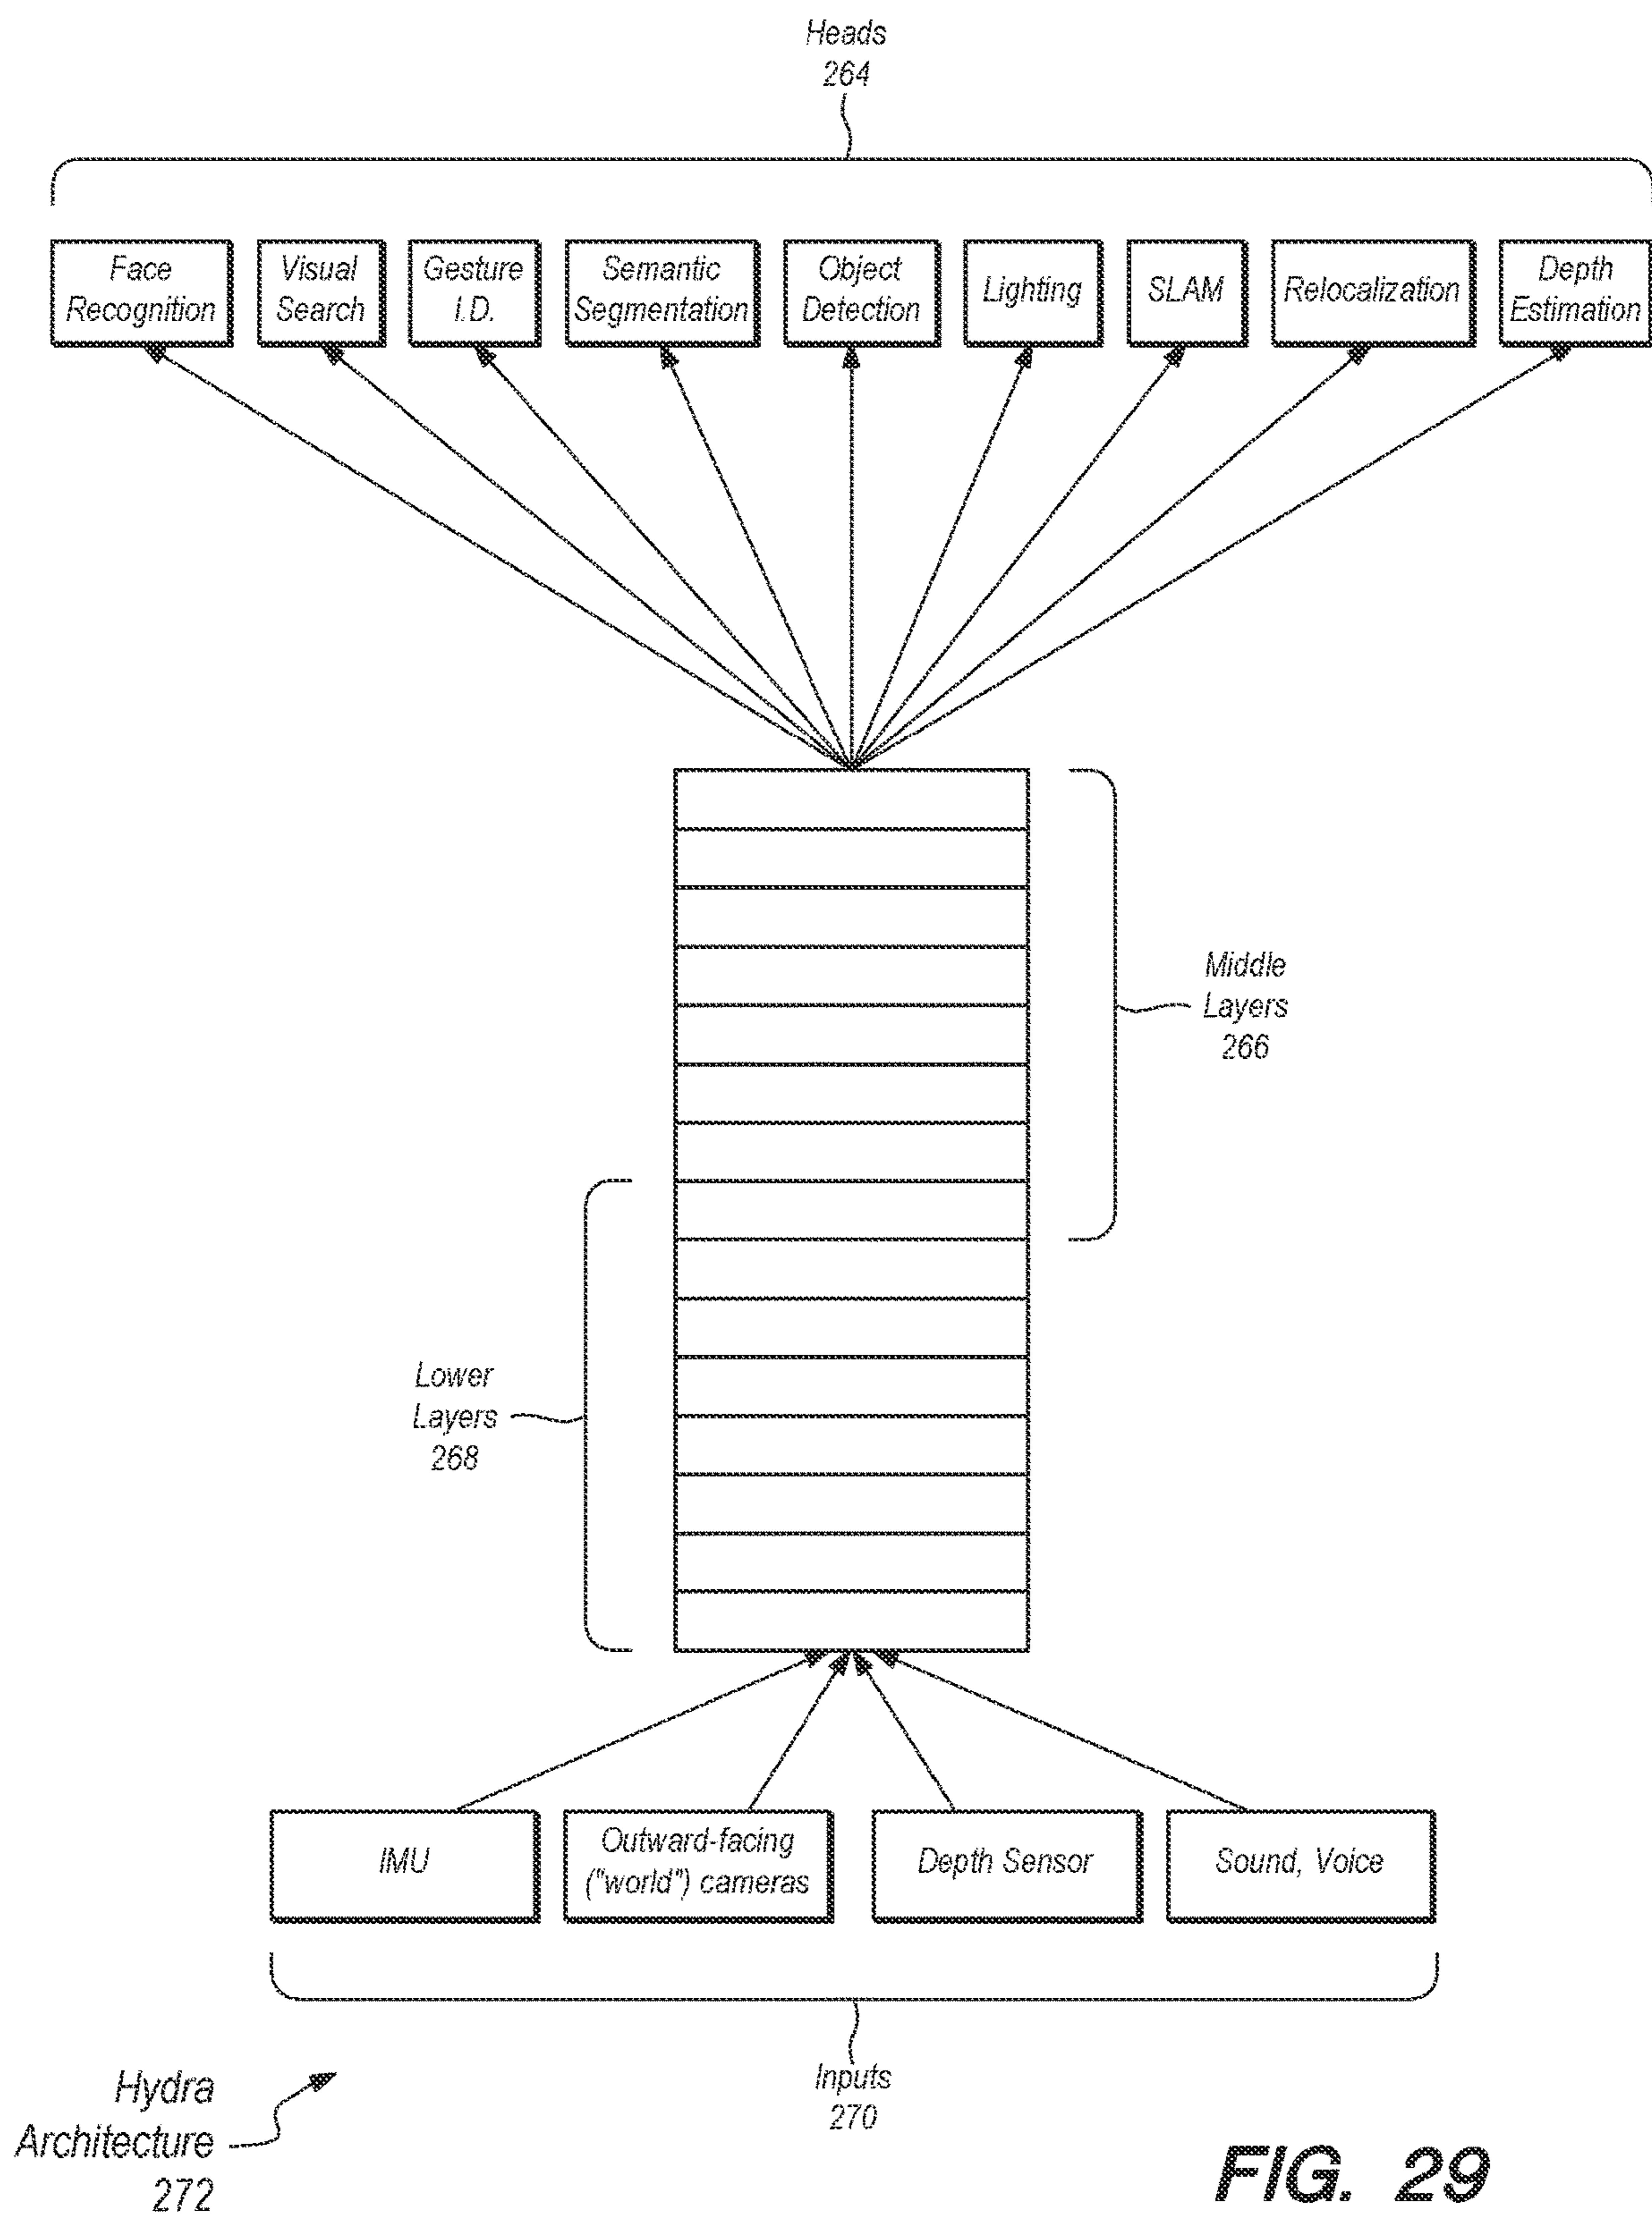 Heads
264
Face
Recognition
Visual
Search
Gesture
I.D.
Semantic
Segmentation
Object
Detection
Lighting
SLAM
Relocalization
Depth
Estimation
Middle
Layers
266
Lower
Layers
268
IMU
Outward-facing
("world") cameras
Depth Sensor
Sound, Voice
Inputs
270
Hydra
Architecture
272
FIG. 29